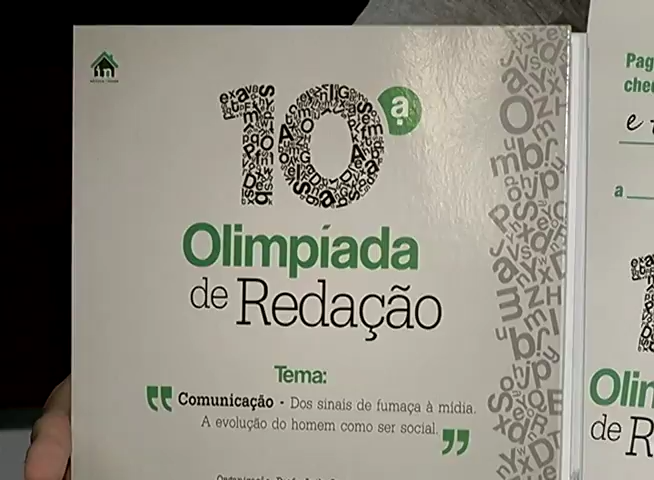 10ª
Olimpíada
de Redação
Tema:
Comunicação - Dos sinais de fumaça à mídia.
A evolução do homem como ser social.
Pag
che
e
a
Olin
de R